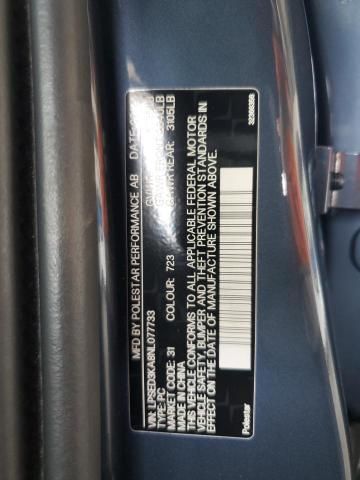 MFD BY: POLESTAR PERFORMANCE AB DATE:
GVWR
GAWR
GAWR REAR: 3105LB
VIN: LPSED3KA8NL077733
TYPE: PC
MARKET CODE: 31 COLOUR: 723
MADE IN CHINA
THIS VEHICLE CONFORMS TO ALL APPLICABLE FEDERAL MOTOR
VEHICLE SAFETY, BUMPER AND THEFT PREVENTION STANDARDS IN
EFFECT ON THE DATE OF MANUFACTURE SHOWN ABOVE.
Polestar